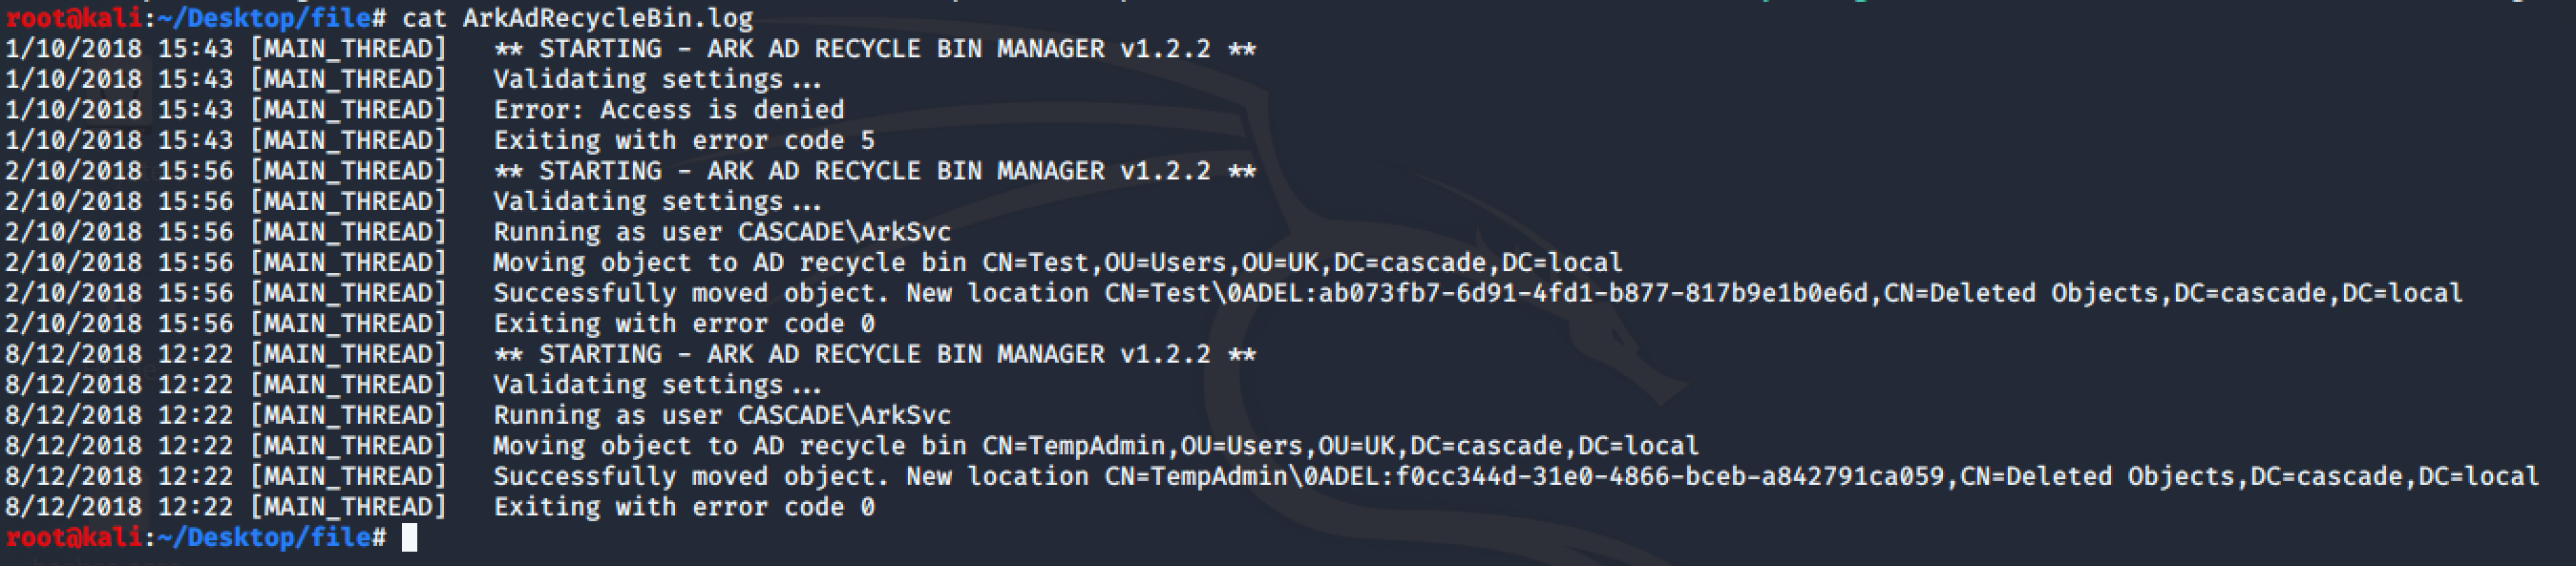 root@kali:~/Desktop/file# cat ArkAdRecycleBin.log
1/10/2018 15:43 [MAIN_THREAD]   ** STARTING - ARK AD RECYCLE BIN MANAGER v1.2.2 **
1/10/2018 15:43 [MAIN_THREAD]   Validating settings...
1/10/2018 15:43 [MAIN_THREAD]   Error: Access is denied
1/10/2018 15:43 [MAIN_THREAD]   Exiting with error code 5
2/10/2018 15:56 [MAIN_THREAD]   ** STARTING - ARK AD RECYCLE BIN MANAGER v1.2.2 **
2/10/2018 15:56 [MAIN_THREAD]   Validating settings...
2/10/2018 15:56 [MAIN_THREAD]   Running as user CASCADE\ArkSvc
2/10/2018 15:56 [MAIN_THREAD]   Moving object to AD recycle bin CN=Test,OU=Users,OU=UK,DC=cascade,DC=local
2/10/2018 15:56 [MAIN_THREAD]   Successfully moved object. New location CN=Test\0ADEL:ab073fb7-6d91-4fd1-b877-817b9e1b0e6d,CN=Deleted Objects,DC=cascade,DC=local
2/10/2018 15:56 [MAIN_THREAD]   Exiting with error code 0
8/12/2018 12:22 [MAIN_THREAD]   ** STARTING - ARK AD RECYCLE BIN MANAGER v1.2.2 **
8/12/2018 12:22 [MAIN_THREAD]   Validating settings...
8/12/2018 12:22 [MAIN_THREAD]   Running as user CASCADE\ArkSvc
8/12/2018 12:22 [MAIN_THREAD]   Moving object to AD recycle bin CN=TempAdmin,OU=Users,OU=UK,DC=cascade,DC=local
8/12/2018 12:22 [MAIN_THREAD]   Successfully moved object. New location CN=TempAdmin\0ADEL:f0cc344d-31e0-4866-bceb-a842791ca059,CN=Deleted Objects,DC=cascade,DC=local
8/12/2018 12:22 [MAIN_THREAD]   Exiting with error code 0
root@kali:~/Desktop/file#